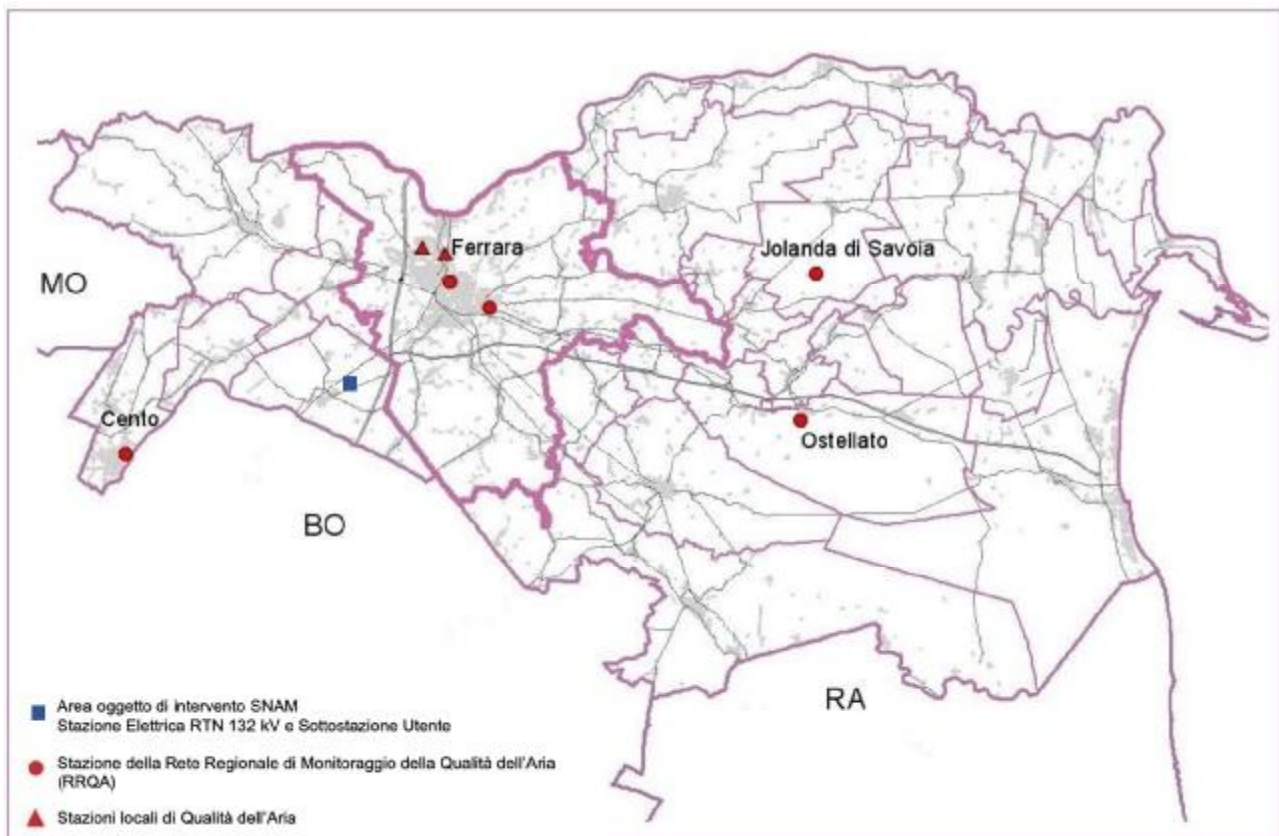 Ferrara
Jolanda di Savoia
MO
Cento
Ostellato
BO
RA
Area oggetto di intervento SNAM
Stazione Elettrica RTN 132 kV e Sottostazione Utente
Stazione della Rete Regionale di Monitoraggio della Qualità dell'Aria
(RRQA)
Stazioni locali di Qualità dell'Aria